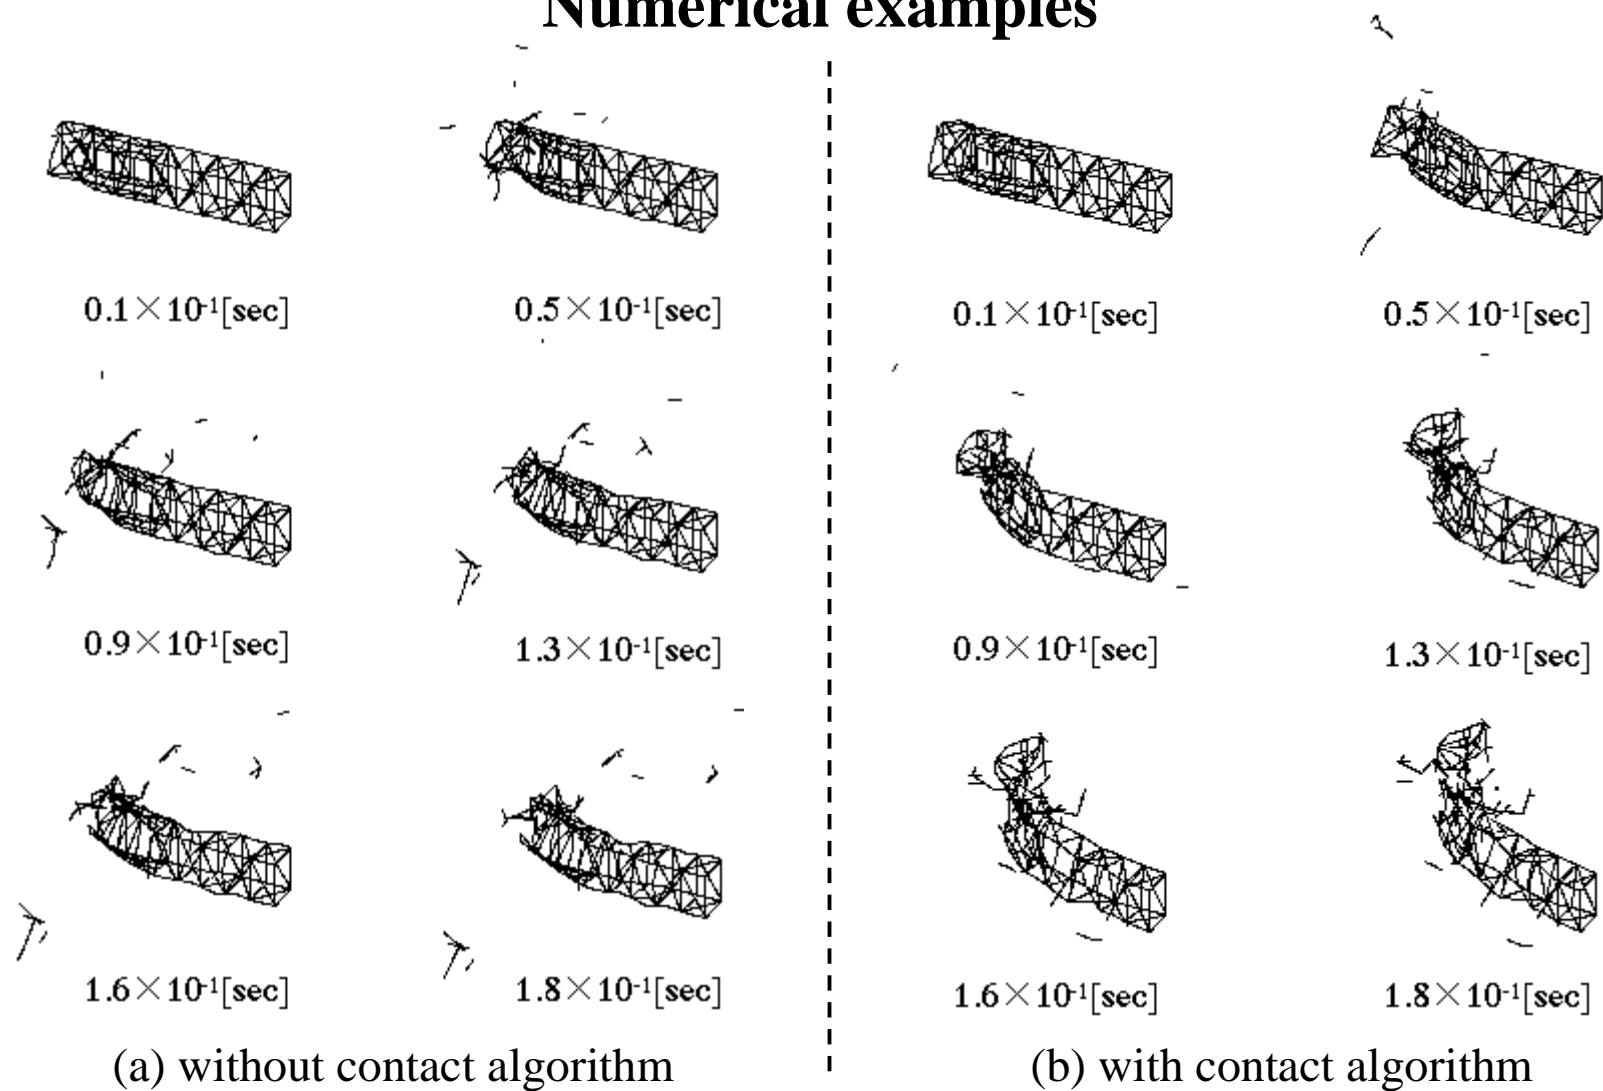 Numerical examples
0.1×10⁻¹[sec]
0.5×10⁻¹[sec]
0.9×10⁻¹[sec]
1.3×10⁻¹[sec]
1.6×10⁻¹[sec]
1.8×10⁻¹[sec]
(a) without contact algorithm
0.1×10⁻¹[sec]
0.5×10⁻¹[sec]
0.9×10⁻¹[sec]
1.3×10⁻¹[sec]
1.6×10⁻¹[sec]
1.8×10⁻¹[sec]
(b) with contact algorithm